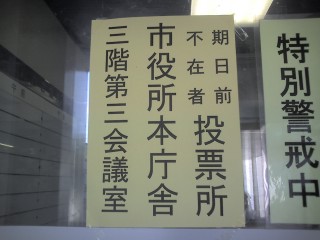 期日前
不在者
投票所
市役所本庁舎
三階第三会議室
特別警戒中